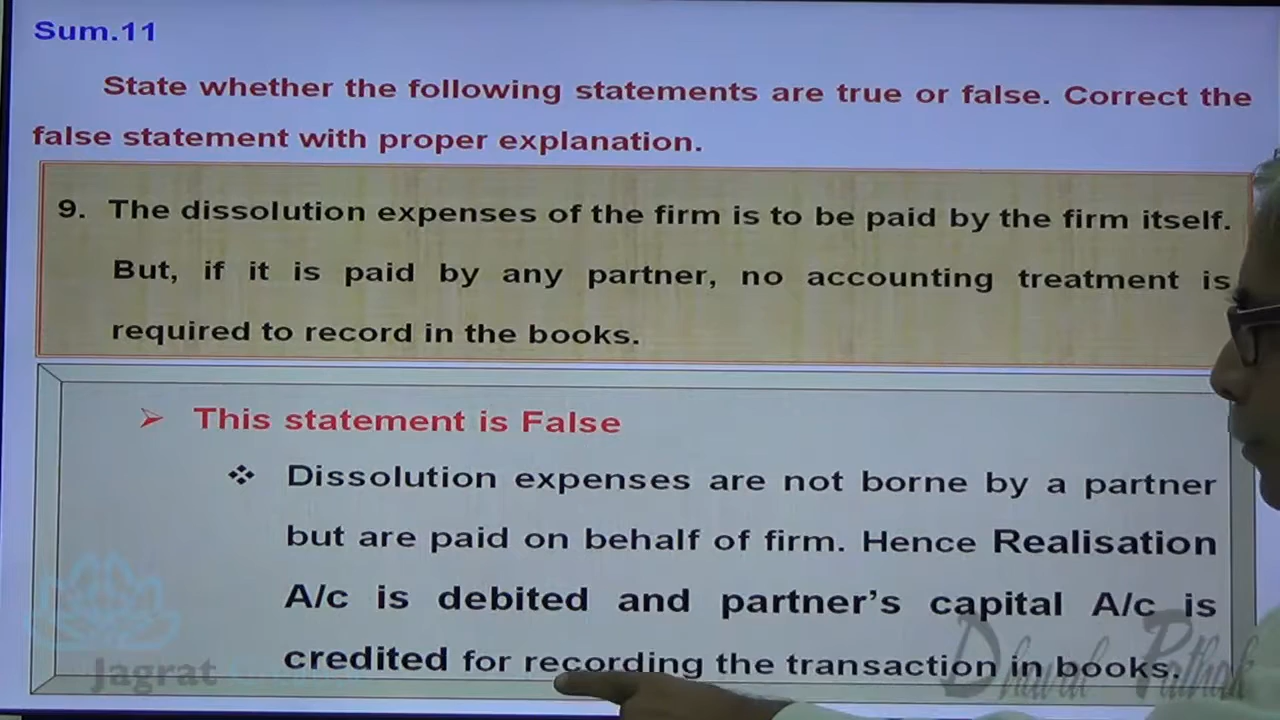 Sum.11
State whether the following statements are true or false. Correct the
false statement with proper explanation.
9. The dissolution expenses of the firm is to be paid by the firm itself.
But, if it is paid by any partner, no accounting treatment is
required to record in the books.
➢ This statement is False
❖ Dissolution expenses are not borne by a partner
but are paid on behalf of firm. Hence Realisation
A/c is debited and partner's capital A/c is
credited for recording the transaction in books.
Jagrat
Dhaval Pathak